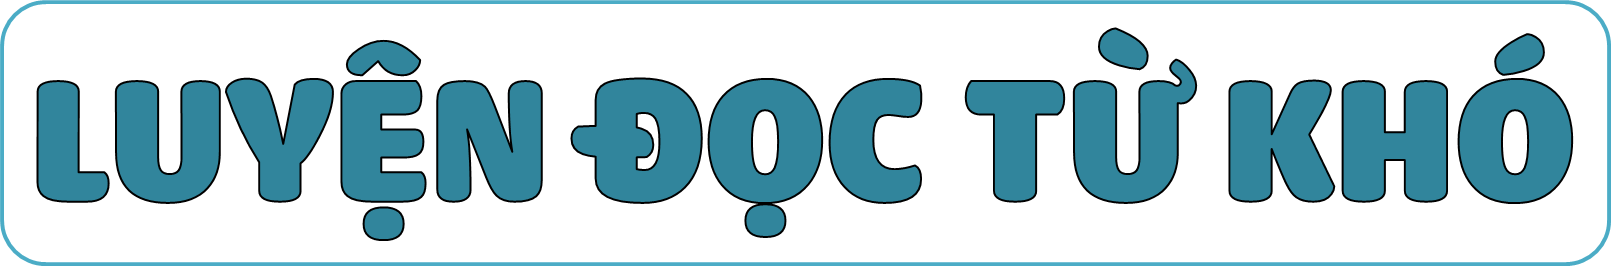 LUYỆN ĐỌC TỪ KHÓ